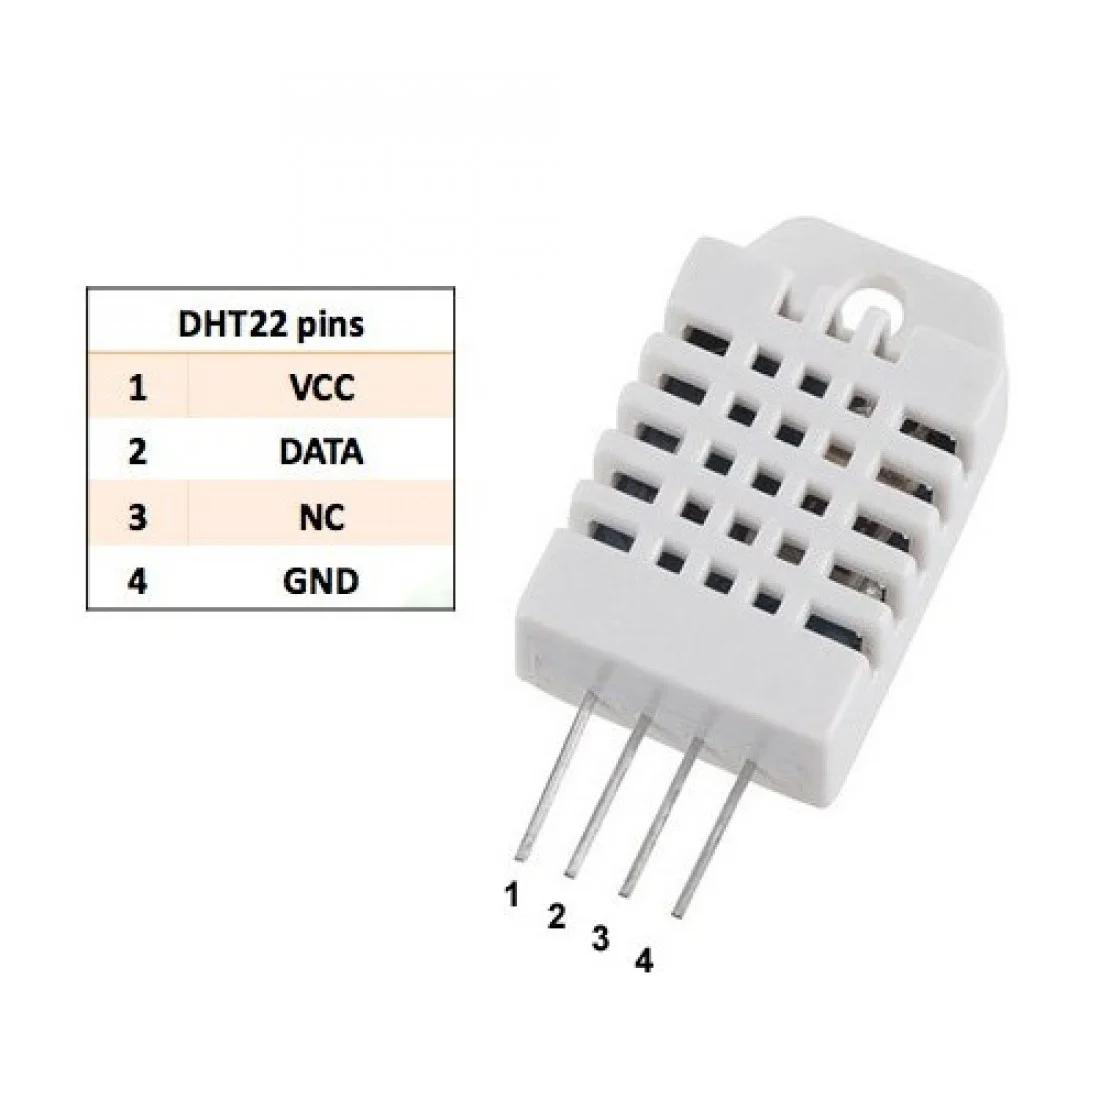 DHT22 pins
1 VCC
2 DATA
3 NC
4 GND
1
2
3
4